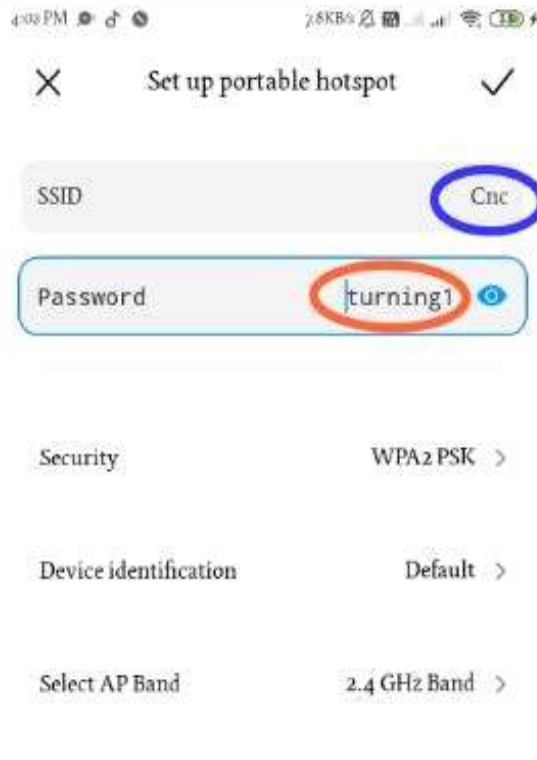 4:03 PM 7.8KB/s
Set up portable hotspot
SSID Cnc
Password turning1
Security WPA2 PSK
Device identification Default
Select AP Band 2.4 GHz Band